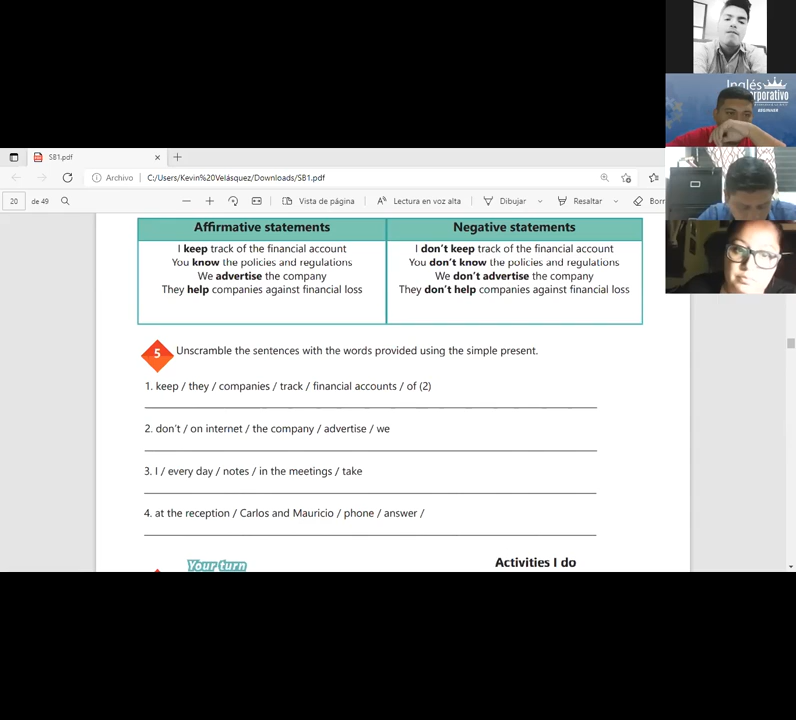 Inglés
orporativo
SB1.pdf
Archivo
C:/Users/Kevin%20Velásquez/Downloads/SB1.pdf
20 de 49
Vista de página
Lectura en voz alta
Dibujar
Resaltar
Borr
Affirmative statements
Negative statements
I keep track of the financial account
You know the policies and regulations
We advertise the company
They help companies against financial loss
I don't keep track of the financial account
You don't know the policies and regulations
We don't advertise the company
They don't help companies against financial loss
5 Unscramble the sentences with the words provided using the simple present.
1. keep / they / companies / track / financial accounts / of (2)
2. don't / on internet / the company / advertise / we
3. I / every day / notes / in the meetings / take
4. at the reception / Carlos and Mauricio / phone / answer /
Your turn
Activities I do